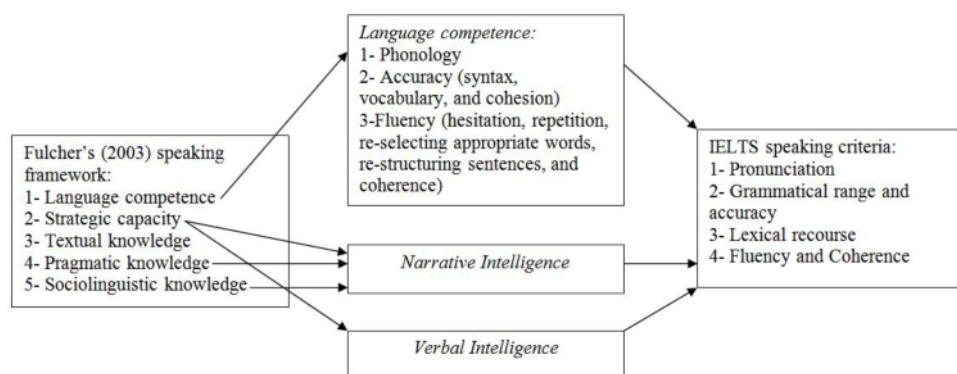 Language competence:
1- Phonology
2- Accuracy (syntax,
vocabulary, and cohesion)
3-Fluency (hesitation, repetition,
re-selecting appropriate words,
re-structuring sentences, and
coherence)
Fulcher's (2003) speaking
framework:
1- Language competence
2- Strategic capacity
3- Textual knowledge
4- Pragmatic knowledge
5- Sociolinguistic knowledge
Narrative Intelligence
Verbal Intelligence
IELTS speaking criteria:
1- Pronunciation
2- Grammatical range and
accuracy
3- Lexical recourse
4- Fluency and Coherence